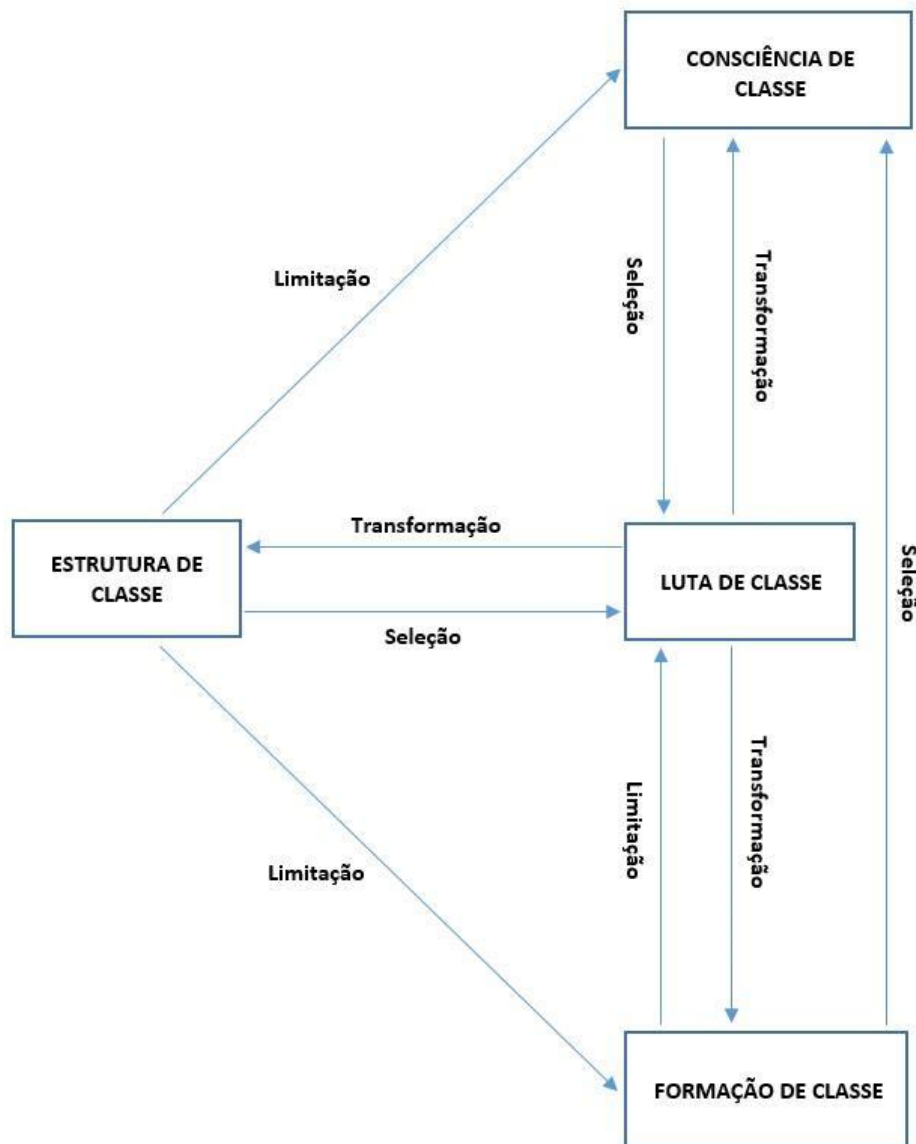 CONSCIÊNCIA DE
CLASSE
Limitação
Seleção
Transformação
Transformação
ESTRUTURA DE
CLASSE
LUTA DE CLASSE
Seleção
Seleção
Limitação
Limitação
Transformação
FORMAÇÃO DE CLASSE